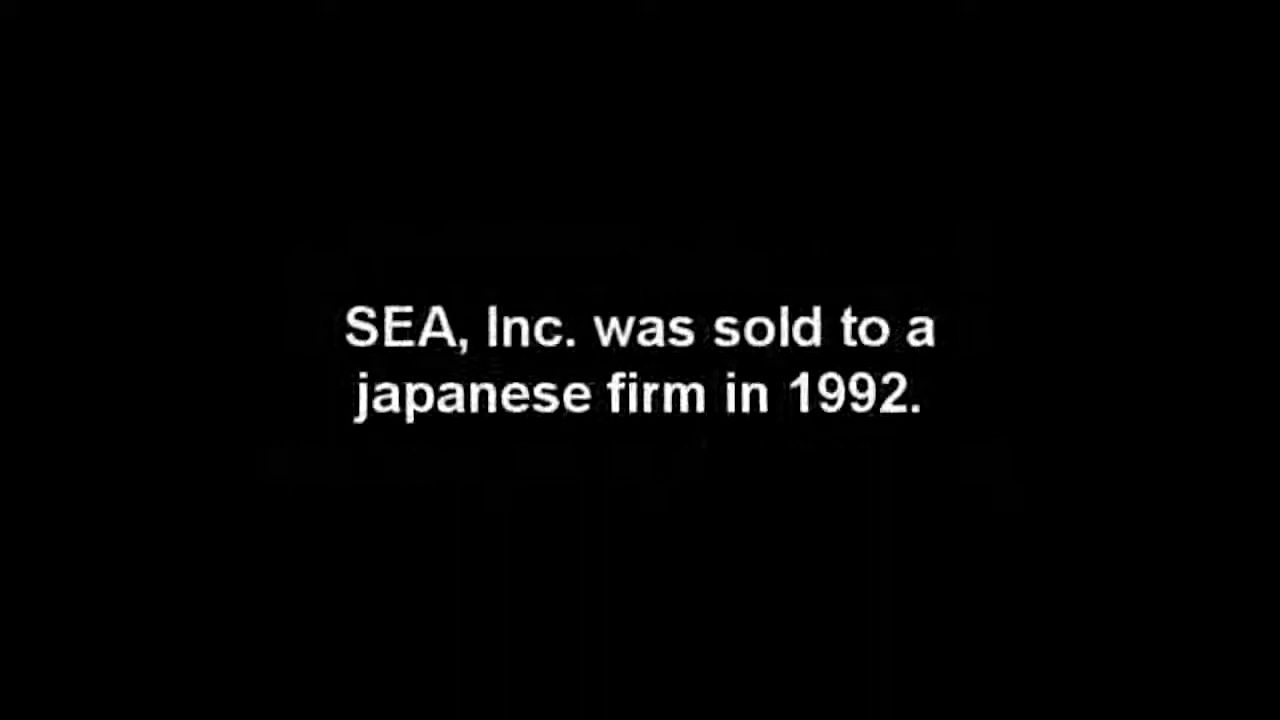 SEA, Inc. was sold to a
japanese firm in 1992.